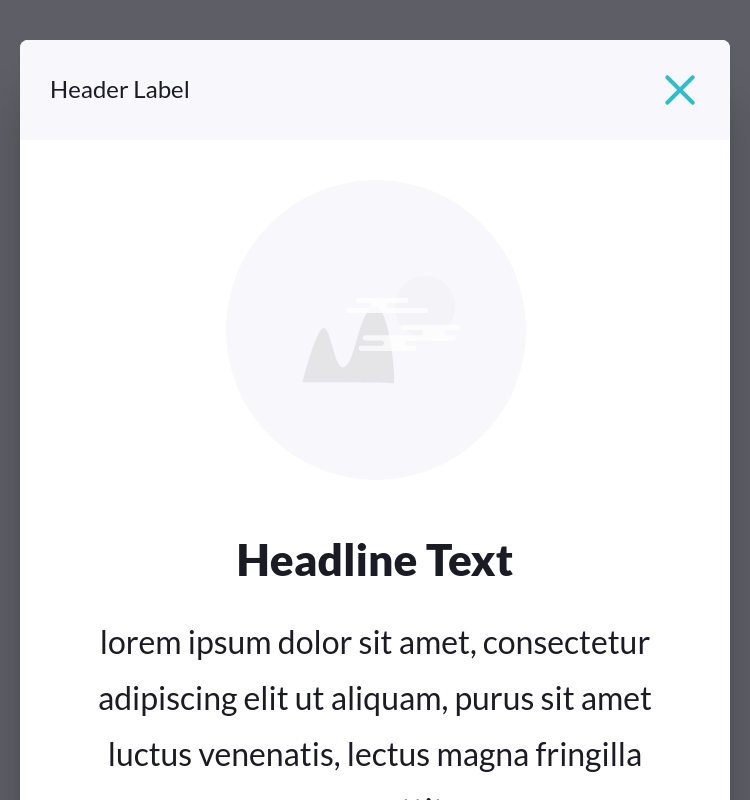 Header Label
Headline Text
lorem ipsum dolor sit amet, consectetur
adipiscing elit ut aliquam, purus sit amet
luctus venenatis, lectus magna fringilla